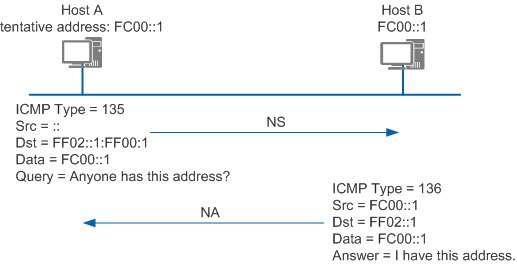 Host A
tentative address: FC00::1
Host B
FC00::1
ICMP Type = 135
Src = ::
Dst = FF02::1:FF00:1
Data = FC00::1
Query = Anyone has this address?
NS
ICMP Type = 136
Src = FC00::1
Dst = FF02::1
Data = FC00::1
Answer = I have this address.
NA